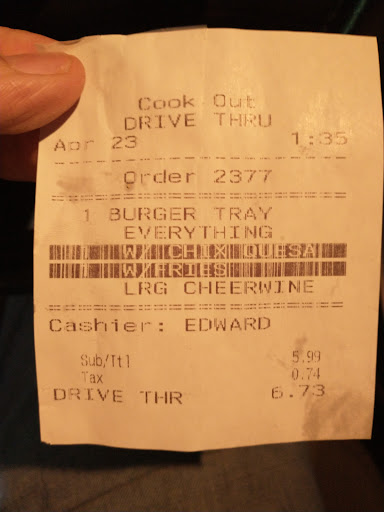 Cook Out
DRIVE THRU
Apr 23 1:35
Order 2377
1 BURGER TRAY
EVERYTHING
W/ CHIX QUESA
W/FRIES
LRG CHEERWINE
Cashier: EDWARD
Sub/Ttl 5.99
Tax 0.74
DRIVE THR 6.73